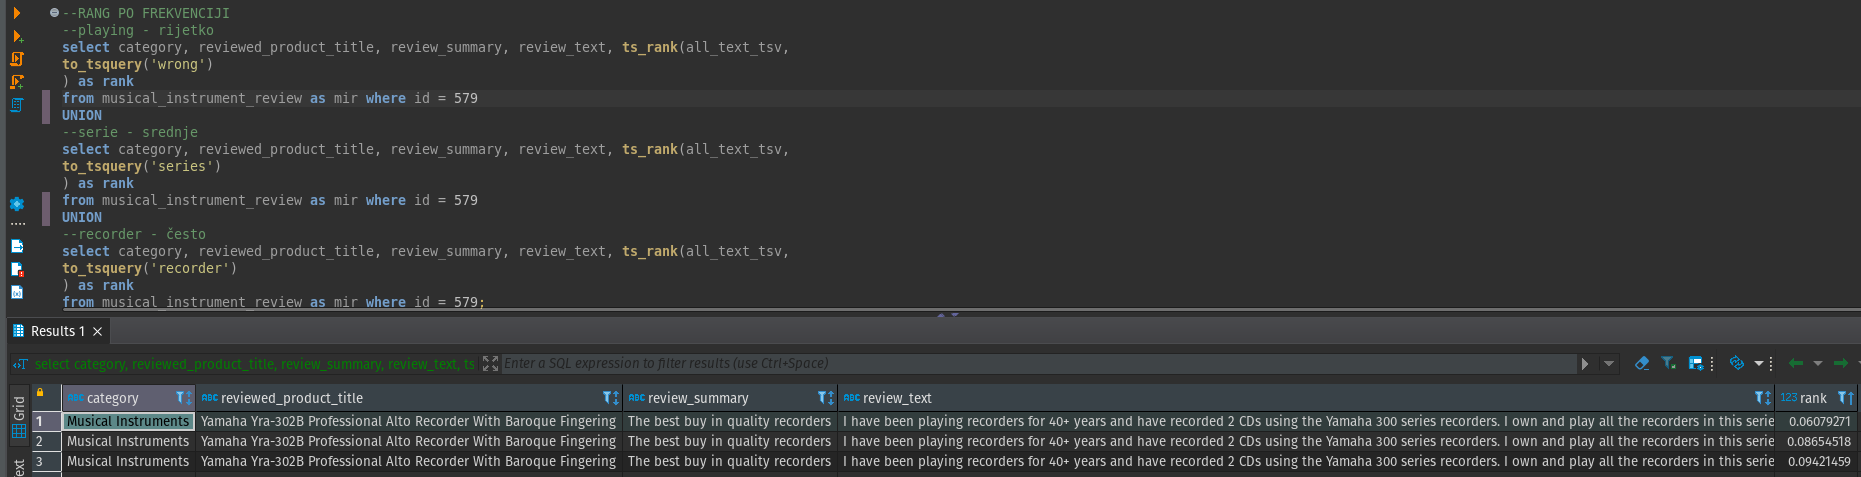 --RANG PO FREKVENCIJI
--playing - rijetko
select category, reviewed_product_title, review_summary, review_text, ts_rank(all_text_tsv,
to_tsquery('wrong')
) as rank
from musical_instrument_review as mir where id = 579
UNION
--serie - srednje
select category, reviewed_product_title, review_summary, review_text, ts_rank(all_text_tsv,
to_tsquery('series')
) as rank
from musical_instrument_review as mir where id = 579
UNION
--recorder - često
select category, reviewed_product_title, review_summary, review_text, ts_rank(all_text_tsv,
to_tsquery('recorder')
) as rank
from musical_instrument_review as mir where id = 579;
Results 1
select category, reviewed_product_title, review_summary, review_text, ts Enter a SQL expression to filter results (use Ctrl+Space)
Grid
ABC category ABC reviewed_product_title ABC review_summary ABC review_text 123 rank
1 Musical Instruments Yamaha Yra-302B Professional Alto Recorder With Baroque Fingering The best buy in quality recorders I have been playing recorders for 40+ years and have recorded 2 CDs using the Yamaha 300 series recorders. I own and play all the recorders in this serie 0.06079271
2 Musical Instruments Yamaha Yra-302B Professional Alto Recorder With Baroque Fingering The best buy in quality recorders I have been playing recorders for 40+ years and have recorded 2 CDs using the Yamaha 300 series recorders. I own and play all the recorders in this serie 0.08654518
3 Musical Instruments Yamaha Yra-302B Professional Alto Recorder With Baroque Fingering The best buy in quality recorders I have been playing recorders for 40+ years and have recorded 2 CDs using the Yamaha 300 series recorders. I own and play all the recorders in this serie 0.09421459